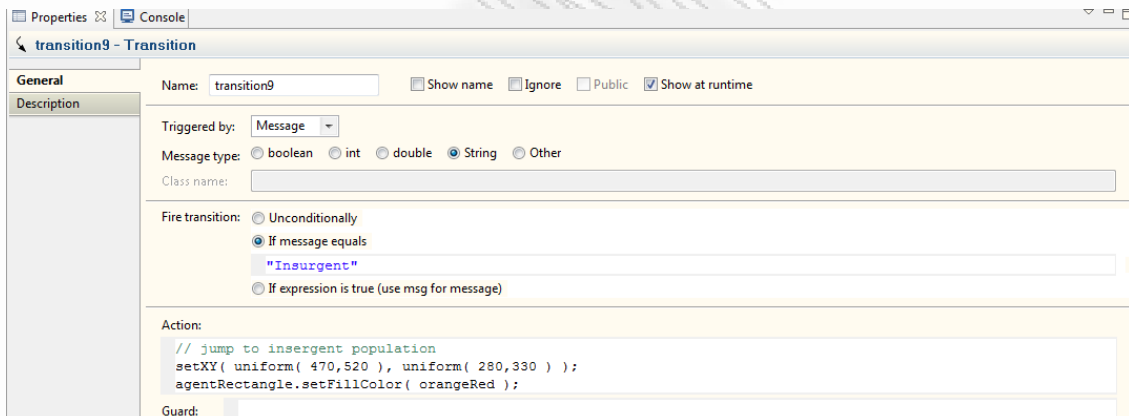 Properties Console
transition9 - Transition
General
Description
Name: transition9 Show name Ignore Public Show at runtime
Triggered by: Message
Message type: boolean int double String Other
Class name:
Fire transition: Unconditionally
If message equals
"Insurgent"
If expression is true (use msg for message)
Action:
// jump to insergent population
setXY( uniform( 470,520 ), uniform( 280,330 ) );
agentRectangle.setFillColor( orangeRed );
Guard: